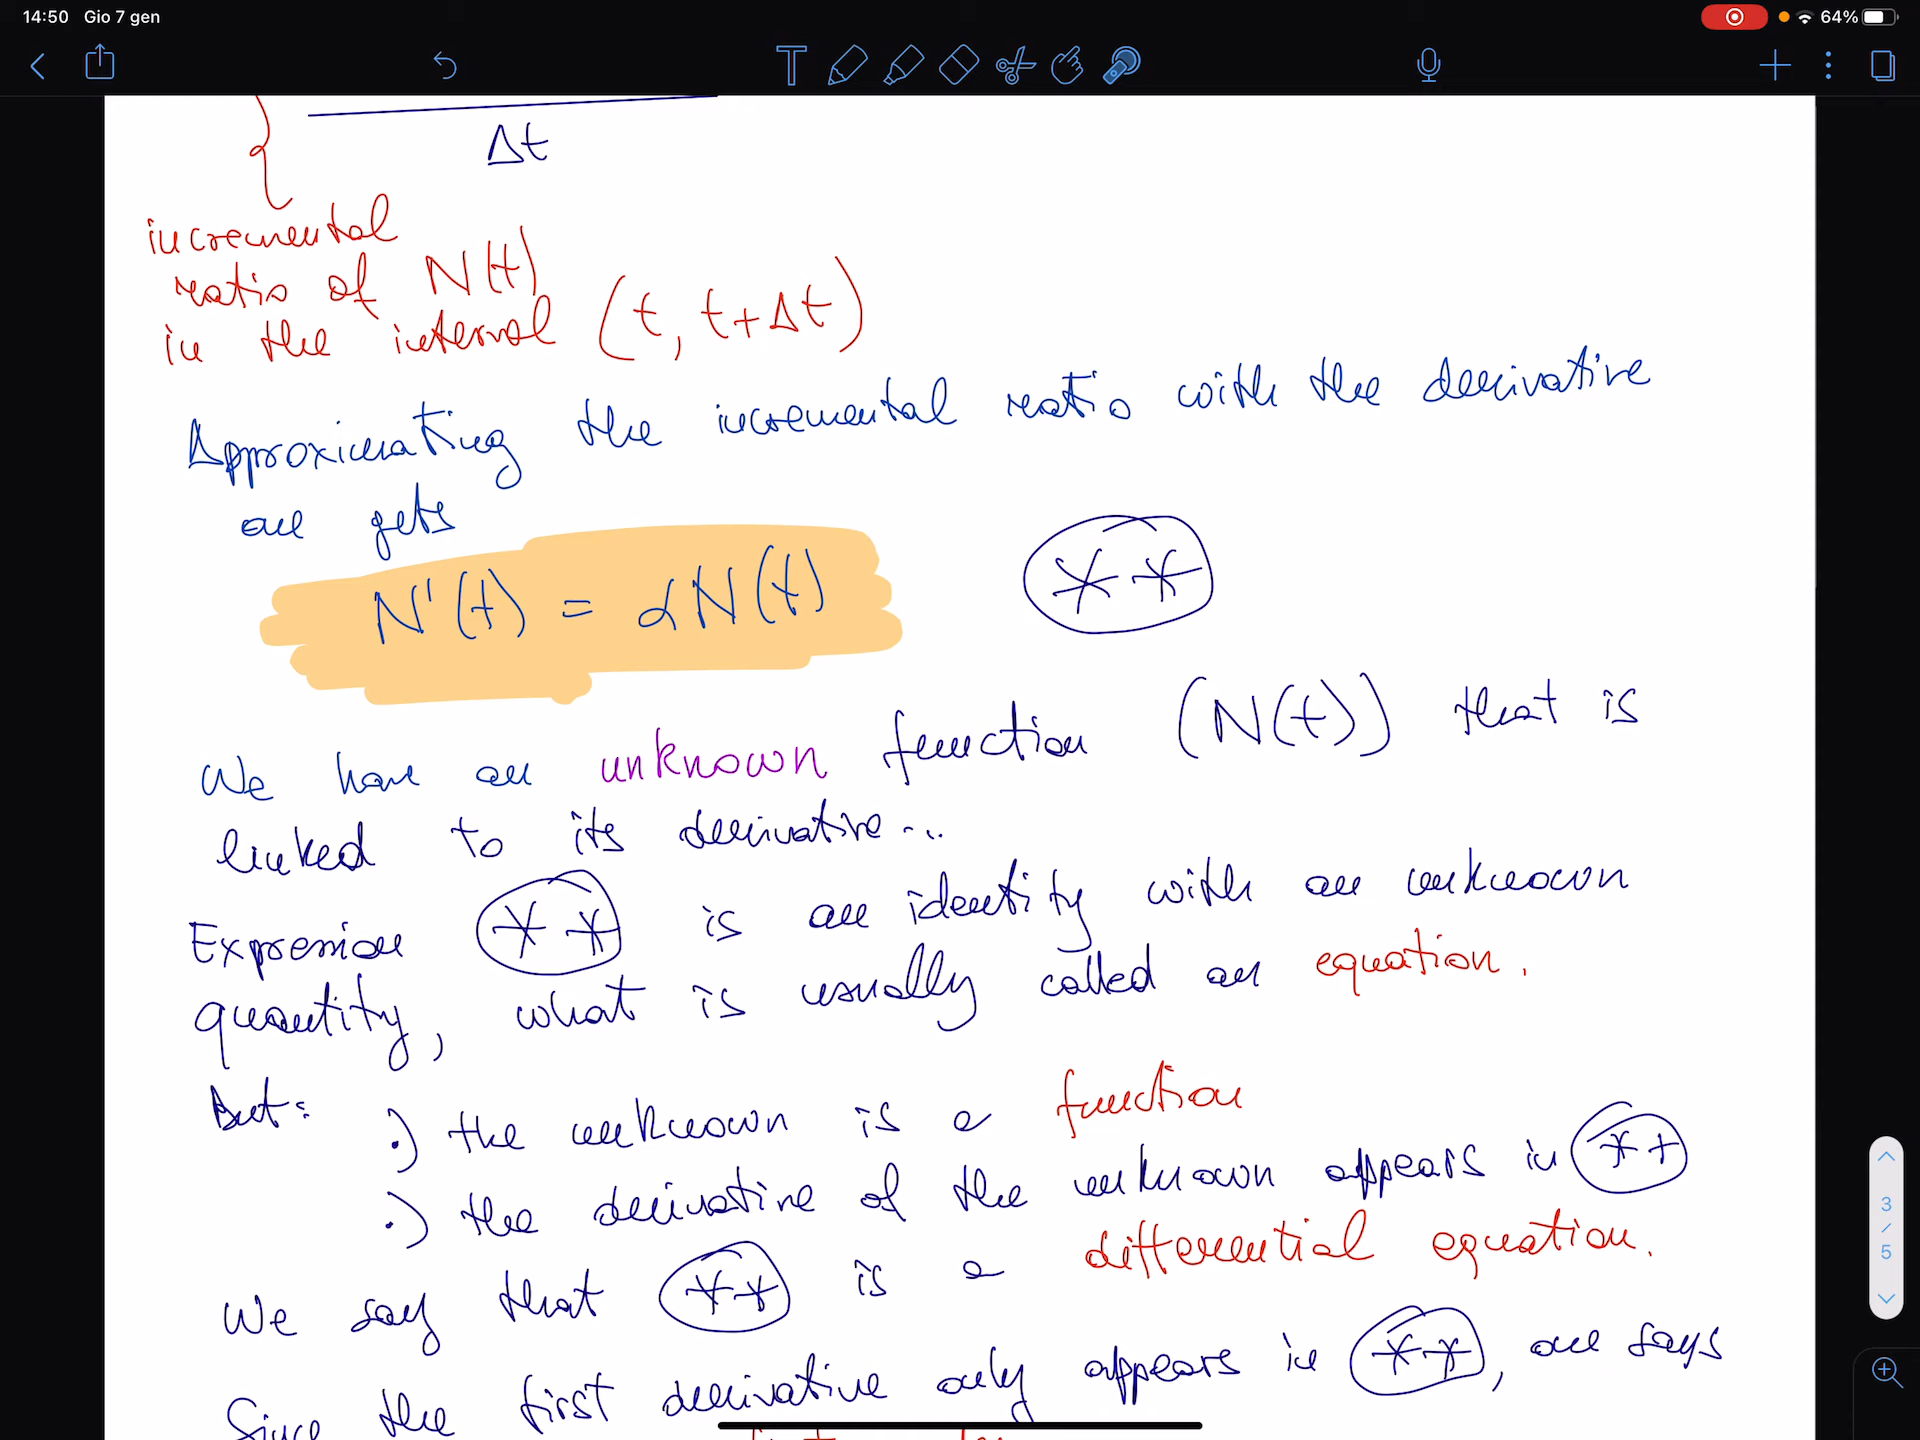 14:50 Gio 7 gen
64%
Δt
incremental
ratio of N(t)
in the interval (t, t+Δt)
Approximating the incremental ratio with the derivative
one gets
N'(t) = αN(t) **
We have an unknown function (N(t)) that is
linked to its derivative...
Expression ** is an identity with an unknown
quantity, what is usually called an equation.
But: .) the unknown is a function
.) the derivative of the unknown appears in **
We say that ** is a differential equation.
Since the first derivative only appears in **, one says
3
/
5